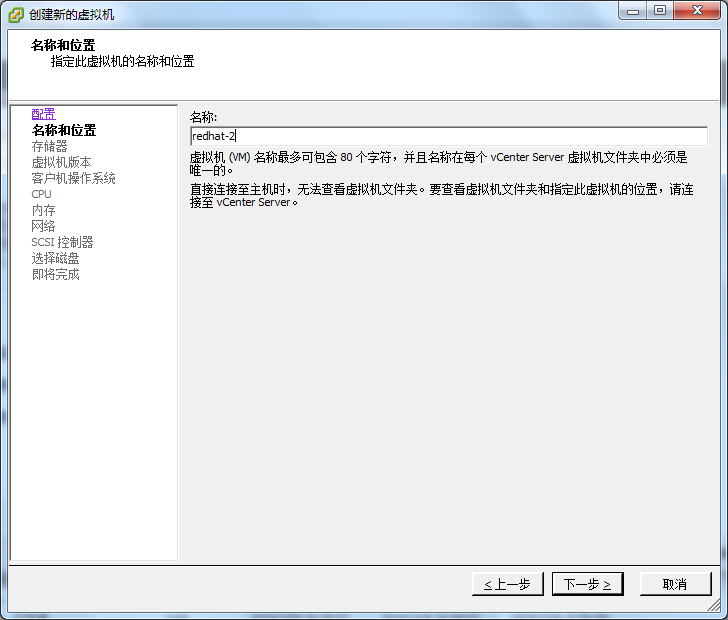 创建新的虚拟机
名称和位置
指定此虚拟机的名称和位置
配置
名称和位置
存储器
虚拟机版本
客户机操作系统
CPU
内存
网络
SCSI 控制器
选择磁盘
即将完成
名称:
redhat-2
虚拟机 (VM) 名称最多可包含 80 个字符，并且名称在每个 vCenter Server 虚拟机文件夹中必须是
唯一的。
直接连接至主机时，无法查看虚拟机文件夹。要查看虚拟机文件夹和指定此虚拟机的位置，请连
接至 vCenter Server。
< 上一步
下一步 >
取消